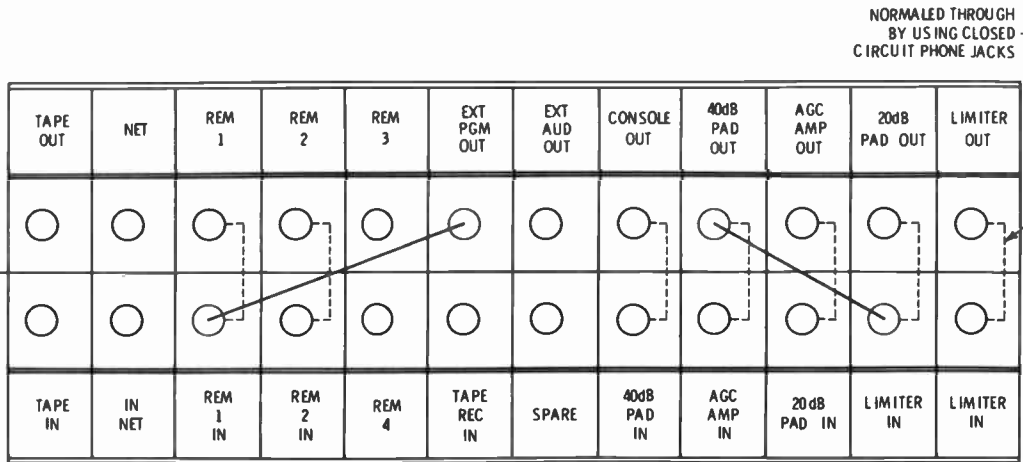 NORMALED THROUGH
BY USING CLOSED
CIRCUIT PHONE JACKS
TAPE
OUT
NET
REM
1
REM
2
REM
3
EXT
PGM
OUT
EXT
AUD
OUT
CONSOLE
OUT
40dB
PAD
OUT
AGC
AMP
OUT
20dB
PAD OUT
LIMITER
OUT
TAPE
IN
IN
NET
REM
1
IN
REM
2
IN
REM
4
TAPE
REC
IN
SPARE
40dB
PAD
IN
AGC
AMP
IN
20dB
PAD IN
LIMITER
IN
LIMITER
IN